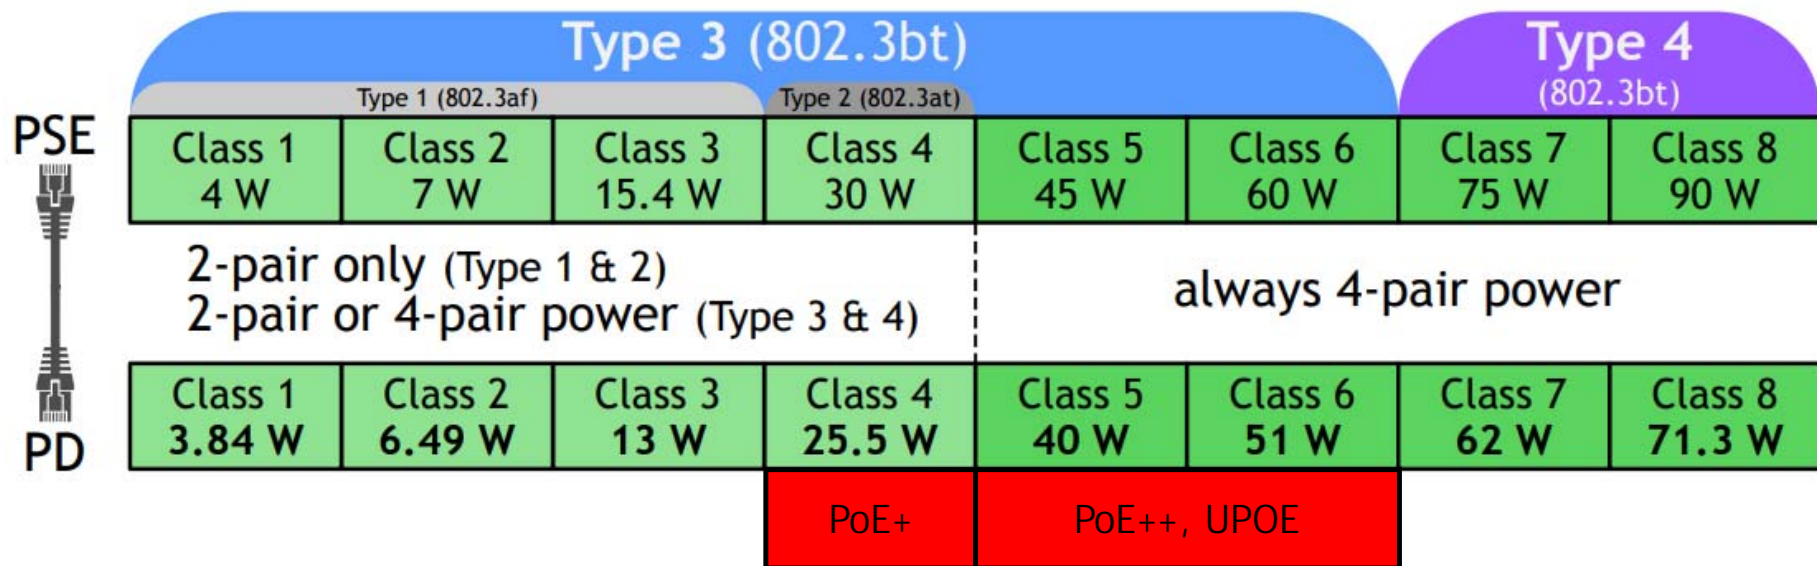 Type 3 (802.3bt)
Type 4
(802.3bt)
Type 1 (802.3af)
Type 2 (802.3at)
PSE
Class 1
4 W
Class 2
7 W
Class 3
15.4 W
Class 4
30 W
Class 5
45 W
Class 6
60 W
Class 7
75 W
Class 8
90 W
2-pair only (Type 1 & 2)
2-pair or 4-pair power (Type 3 & 4)
always 4-pair power
PD
Class 1
3.84 W
Class 2
6.49 W
Class 3
13 W
Class 4
25.5 W
Class 5
40 W
Class 6
51 W
Class 7
62 W
Class 8
71.3 W
PoE+
PoE++, UPOE